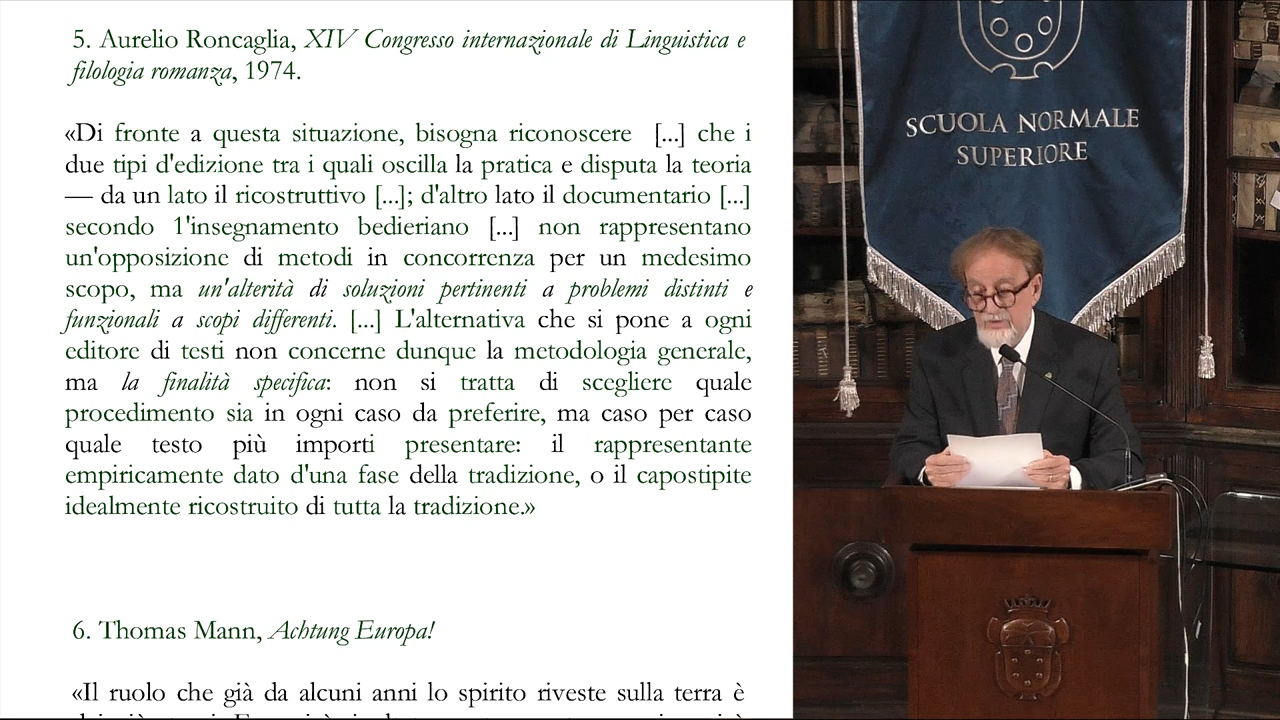 5. Aurelio Roncaglia, XIV Congresso internazionale di Linguistica e
filologia romanza, 1974.
«Di fronte a questa situazione, bisogna riconoscere [...] che i
due tipi d'edizione tra i quali oscilla la pratica e disputa la teoria
— da un lato il ricostruttivo [...]; d'altro lato il documentario [...]
secondo l'insegnamento bedieriano [...] non rappresentano
un'opposizione di metodi in concorrenza per un medesimo
scopo, ma un'alterità di soluzioni pertinenti a problemi distinti e
funzionali a scopi differenti. [...] L'alternativa che si pone a ogni
editore di testi non concerne dunque la metodologia generale,
ma la finalità specifica: non si tratta di scegliere quale
procedimento sia in ogni caso da preferire, ma caso per caso
quale testo più importi presentare: il rappresentante
empiricamente dato d'una fase della tradizione, o il capostipite
idealmente ricostruito di tutta la tradizione.»
6. Thomas Mann, Achtung Europa!
«Il ruolo che già da alcuni anni lo spirito riveste sulla terra è
SCUOLA NORMALE
SUPERIORE